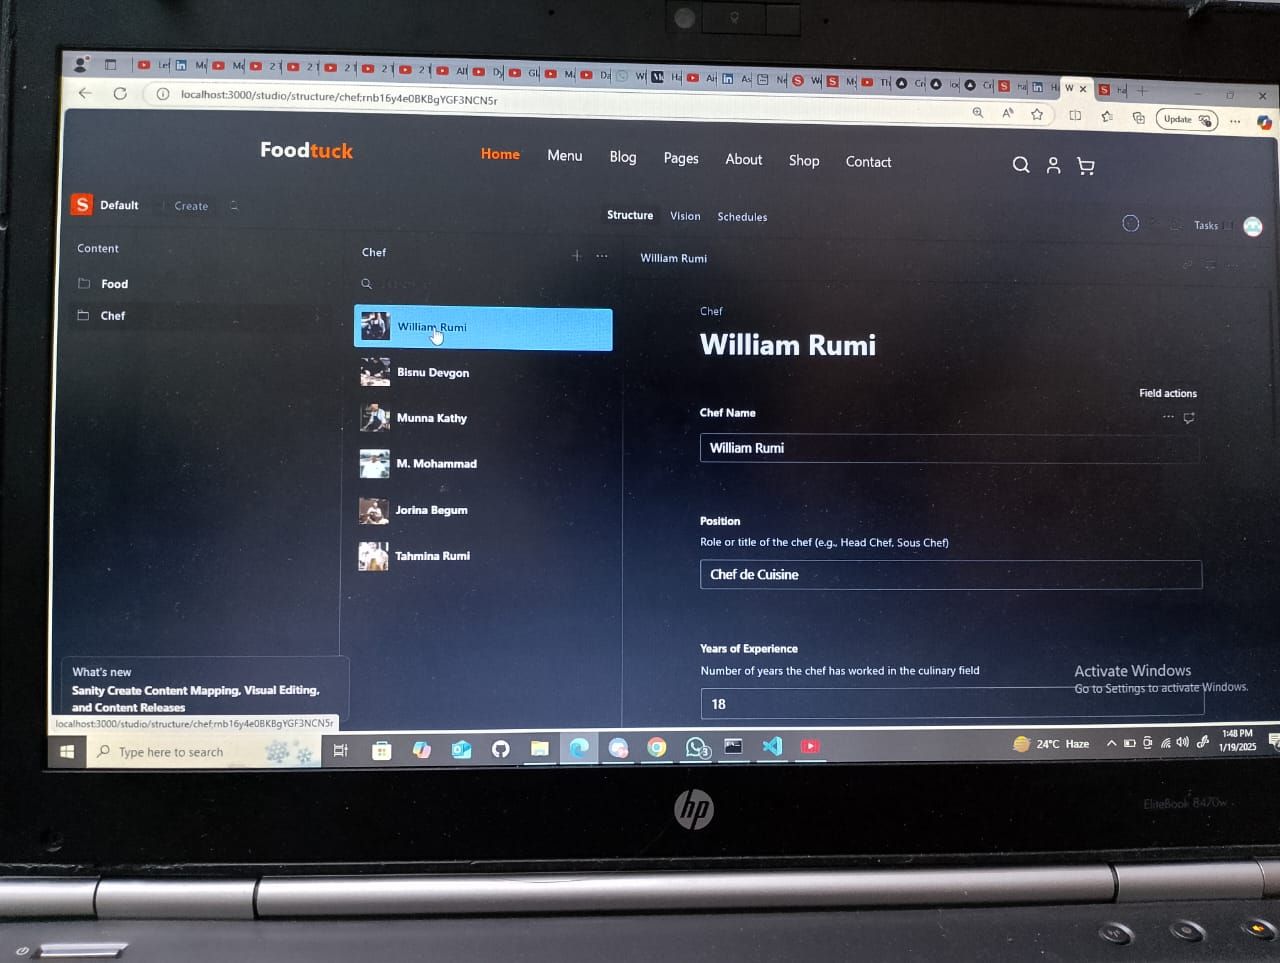 localhost:3000/studio/structure/chef;rnb16y4e0BKBgYGF3NCN5r
Update
Foodtuck
Home Menu Blog Pages About Shop Contact
S Default Create
Structure Vision Schedules
Tasks
Content
Food
Chef
Chef
William Rumi
Bisnu Devgon
Munna Kathy
M. Mohammad
Jorina Begum
Tahmina Rumi
William Rumi
Chef
William Rumi
Field actions
Chef Name
William Rumi
Position
Role or title of the chef (e.g., Head Chef, Sous Chef)
Chef de Cuisine
Years of Experience
Number of years the chef has worked in the culinary field
18
Activate Windows
Go to Settings to activate Windows.
What's new
Sanity Create Content Mapping, Visual Editing,
and Content Releases
localhost:3000/studio/structure/chef;rnb16y4e0BKBgYGF3NCN5r
Type here to search
3
24°C Haze
1:48 PM
1/19/2025
hp
EliteBook 8470w